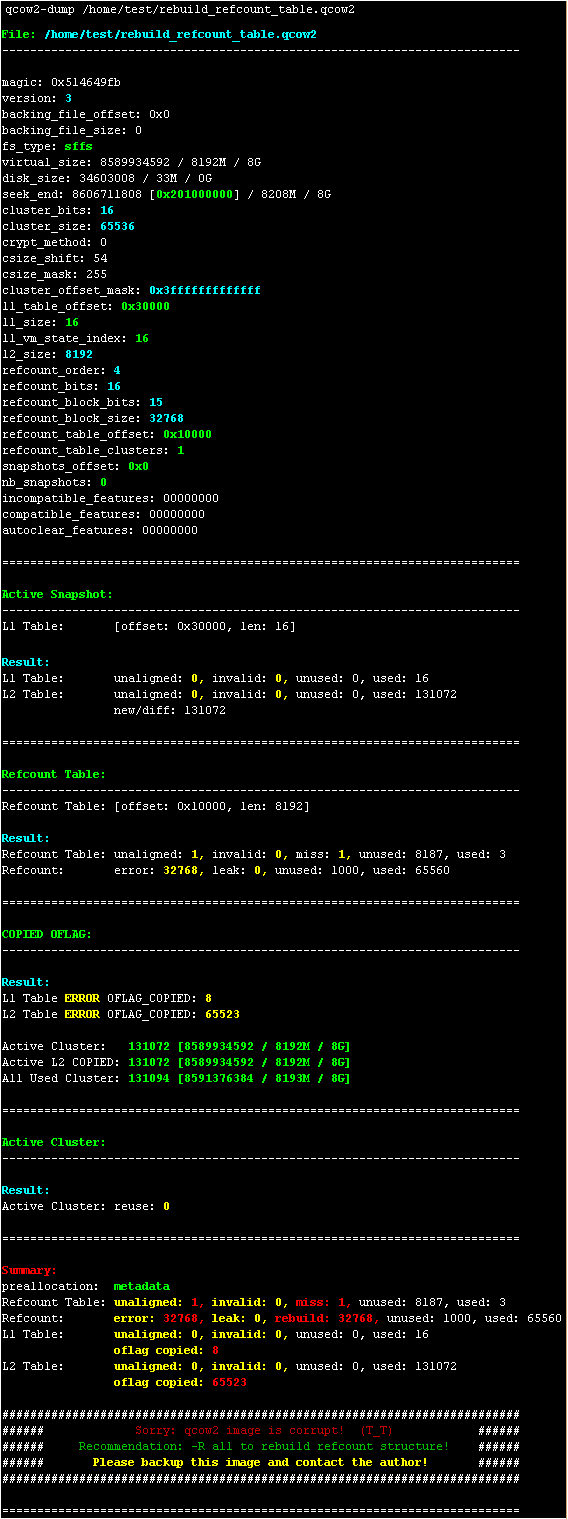 qcow2-dump /home/test/rebuild_refcount_table.qcow2
File: /home/test/rebuild_refcount_table.qcow2
--------------------------------------------------------------------------
magic: 0x514649fb
version: 3
backing_file_offset: 0x0
backing_file_size: 0
fs_type: sffs
virtual_size: 8589934592 / 8192M / 8G
disk_size: 34603008 / 33M / 0G
seek_end: 8606711808 [0x201000000] / 8208M / 8G
cluster_bits: 16
cluster_size: 65536
crypt_method: 0
csize_shift: 54
csize_mask: 255
cluster_offset_mask: 0x3fffffffffffff
l1_table_offset: 0x30000
l1_size: 16
l1_vm_state_index: 16
l2_size: 8192
refcount_order: 4
refcount_bits: 16
refcount_block_bits: 15
refcount_block_size: 32768
refcount_table_offset: 0x10000
refcount_table_clusters: 1
snapshots_offset: 0x0
nb_snapshots: 0
incompatible_features: 00000000
compatible_features: 00000000
autoclear_features: 00000000
==========================================================================
Active Snapshot:
--------------------------------------------------------------------------
L1 Table: [offset: 0x30000, len: 16]
Result:
L1 Table: unaligned: 0, invalid: 0, unused: 0, used: 16
L2 Table: unaligned: 0, invalid: 0, unused: 0, used: 131072
new/diff: 131072
==========================================================================
Refcount Table:
--------------------------------------------------------------------------
Refcount Table: [offset: 0x10000, len: 8192]
Result:
Refcount Table: unaligned: 1, invalid: 0, miss: 1, unused: 8187, used: 3
Refcount: error: 32768, leak: 0, unused: 1000, used: 65560
==========================================================================
COPIED OFLAG:
--------------------------------------------------------------------------
Result:
L1 Table ERROR OFLAG_COPIED: 8
L2 Table ERROR OFLAG_COPIED: 65523
Active Cluster: 131072 [8589934592 / 8192M / 8G]
Active L2 COPIED: 131072 [8589934592 / 8192M / 8G]
All Used Cluster: 131094 [8591376384 / 8193M / 8G]
==========================================================================
Active Cluster:
--------------------------------------------------------------------------
Result:
Active Cluster: reuse: 0
==========================================================================
Summary:
preallocation: metadata
Refcount Table: unaligned: 1, invalid: 0, miss: 1, unused: 8187, used: 3
Refcount: error: 32768, leak: 0, rebuild: 32768, unused: 1000, used: 65560
L1 Table: unaligned: 0, invalid: 0, unused: 0, used: 16
oflag copied: 8
L2 Table: unaligned: 0, invalid: 0, unused: 0, used: 131072
oflag copied: 65523
##########################################################################
###### Sorry: qcow2 image is corrupt! (T_T) ######
###### Recommendation: -R all to rebuild refcount structure! ######
###### Please backup this image and contact the author! ######
##########################################################################
==========================================================================